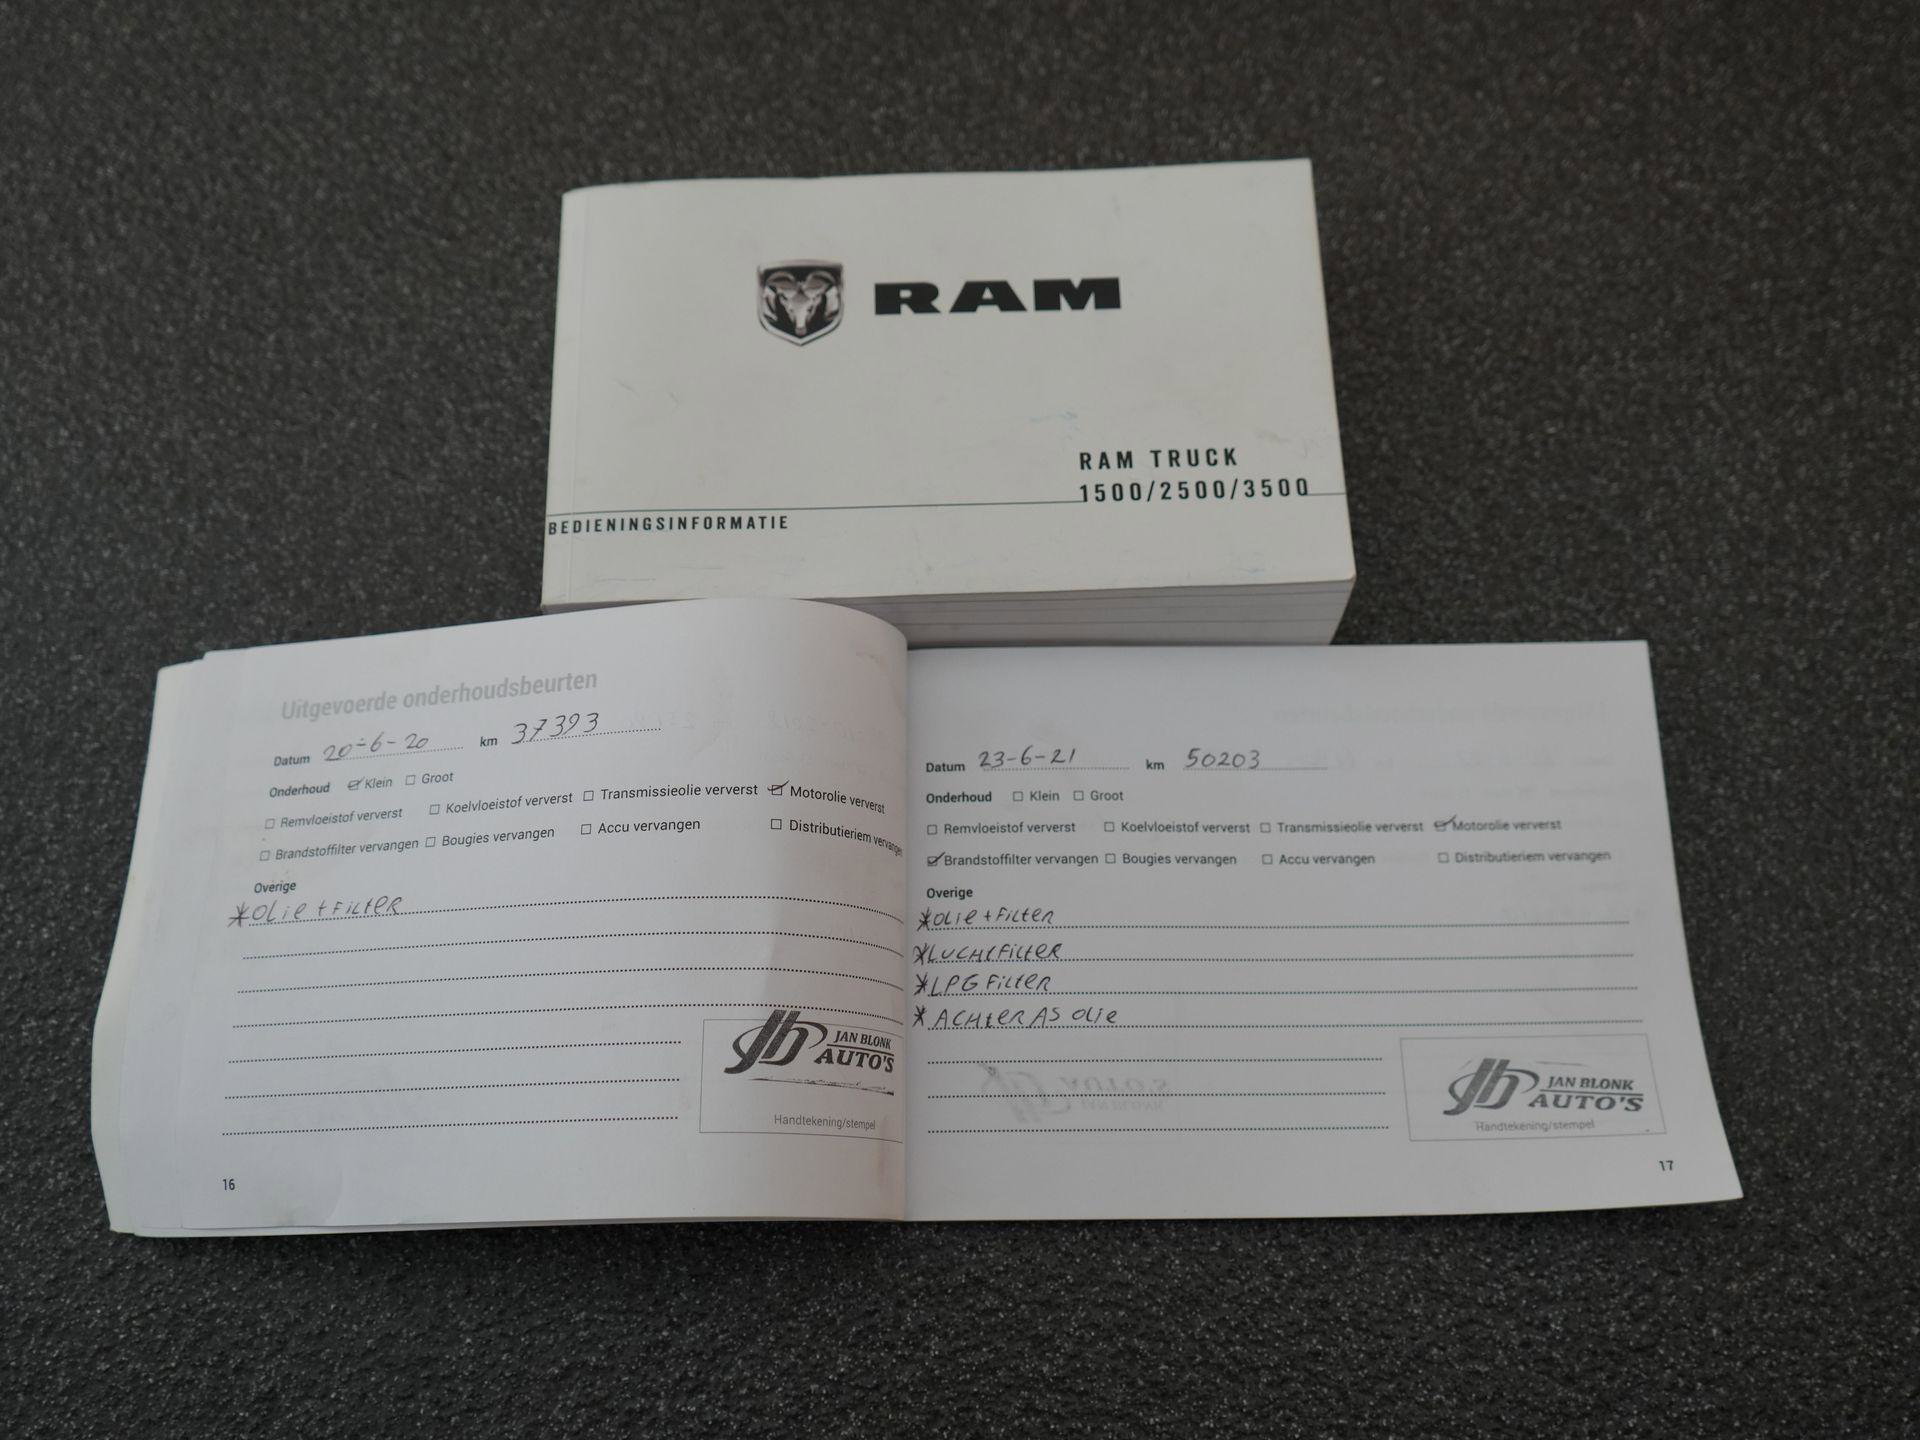 RAM
RAM TRUCK
1500/2500/3500
BEDIENINGSINFORMATIE
Uitgevoerde onderhoudsbeurten
Datum 20-6-20 km 37393
Onderhoud Klein Groot
Remvloeistof ververst Koelvloeistof ververst Transmissieolie ververst Motorolie ververst
Brandstoffilter vervangen Bougies vervangen Accu vervangen Distributieriem vervangen
Overige
*OLie + FiLTER
JB JAN BLONK
AUTO'S
Handtekening/stempel
16
Datum 23-6-21 km 50203
Onderhoud Klein Groot
Remvloeistof ververst Koelvloeistof ververst Transmissieolie ververst Motorolie ververst
Brandstoffilter vervangen Bougies vervangen Accu vervangen Distributieriem vervangen
Overige
*OLie + FiLteR
*LUCHtFiLtER
*LPG FiLteR
* ACHteR AS OLie
JB JAN BLONK
AUTO'S
Handtekening/stempel
17